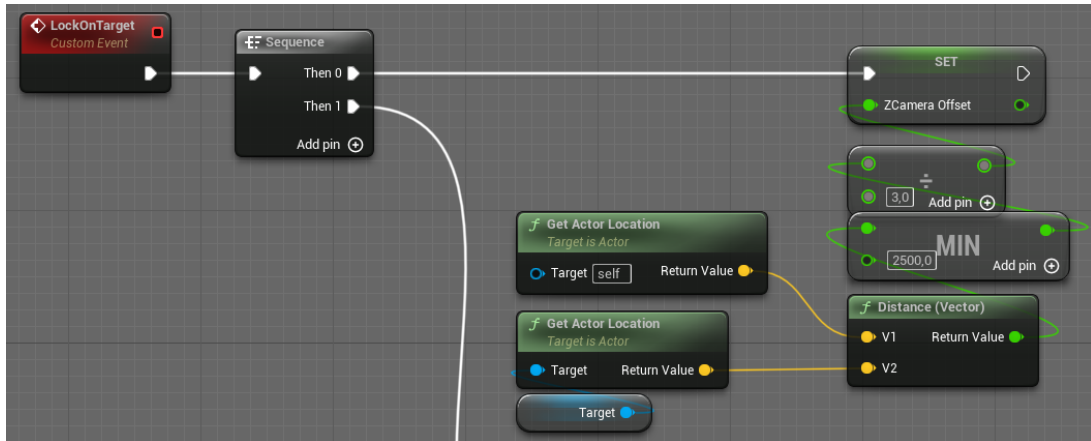 LockOnTarget
Custom Event
Sequence
Then 0
Then 1
Add pin
SET
ZCamera Offset
÷
3,0
Add pin
MIN
2500,0
Add pin
f Get Actor Location
Target is Actor
Target
self
Return Value
f Get Actor Location
Target is Actor
Target
Return Value
Target
f Distance (Vector)
V1
Return Value
V2